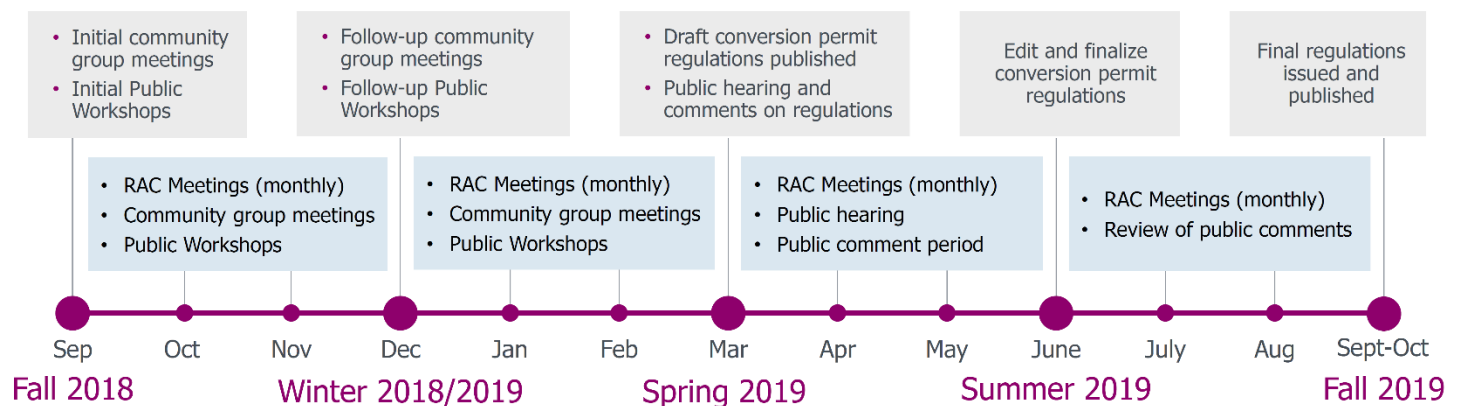 • Initial community
group meetings
• Initial Public
Workshops
• Follow-up community
group meetings
• Follow-up Public
Workshops
• Draft conversion permit
regulations published
• Public hearing and
comments on regulations
Edit and finalize
conversion permit
regulations
Final regulations
issued and
published
• RAC Meetings (monthly)
• Community group meetings
• Public Workshops
• RAC Meetings (monthly)
• Community group meetings
• Public Workshops
• RAC Meetings (monthly)
• Public hearing
• Public comment period
• RAC Meetings (monthly)
• Review of public comments
Sep Oct Nov Dec Jan Feb Mar Apr May June July Aug Sept-Oct
Fall 2018 Winter 2018/2019 Spring 2019 Summer 2019 Fall 2019